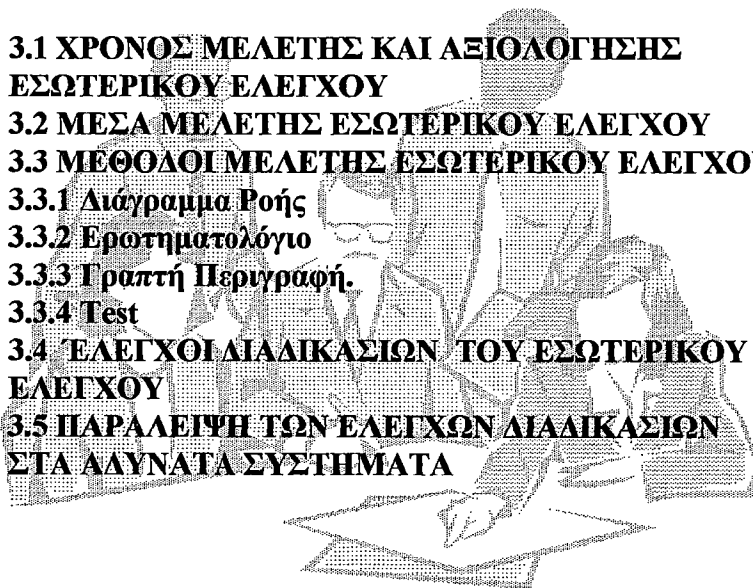 3.1 ΧΡΟΝΟΣ ΜΕΛΕΤΗΣ ΚΑΙ ΑΞΙΟΛΟΓΗΣΗΣ
ΕΣΩΤΕΡΙΚΟΥ ΕΛΕΓΧΟΥ
3.2 ΜΕΣΑ ΜΕΛΕΤΗΣ ΕΣΩΤΕΡΙΚΟΥ ΕΛΕΓΧΟΥ
3.3 ΜΕΘΟΔΟΙ ΜΕΛΕΤΗΣ ΕΣΩΤΕΡΙΚΟΥ ΕΛΕΓΧΟΥ
3.3.1 Διάγραμμα Ροής
3.3.2 Ερωτηματολόγιο
3.3.3 Γραπτή Περιγραφή.
3.3.4 Test
3.4 ΈΛΕΓΧΟΙ ΔΙΑΔΙΚΑΣΙΩΝ ΤΟΥ ΕΣΩΤΕΡΙΚΟΥ
ΕΛΕΓΧΟΥ
3.5 ΠΑΡΑΛΕΙΨΗ ΤΩΝ ΕΛΕΓΧΩΝ ΔΙΑΔΙΚΑΣΙΩΝ
ΣΤΑ ΑΔΥΝΑΤΑ ΣΥΣΤΗΜΑΤΑ